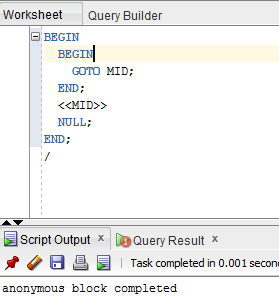 Worksheet Query Builder
BEGIN
BEGIN
GOTO MID;
END;
<<MID>>
NULL;
END;
/
Script Output x Query Result x
Task completed in 0.001 second
anonymous block completed